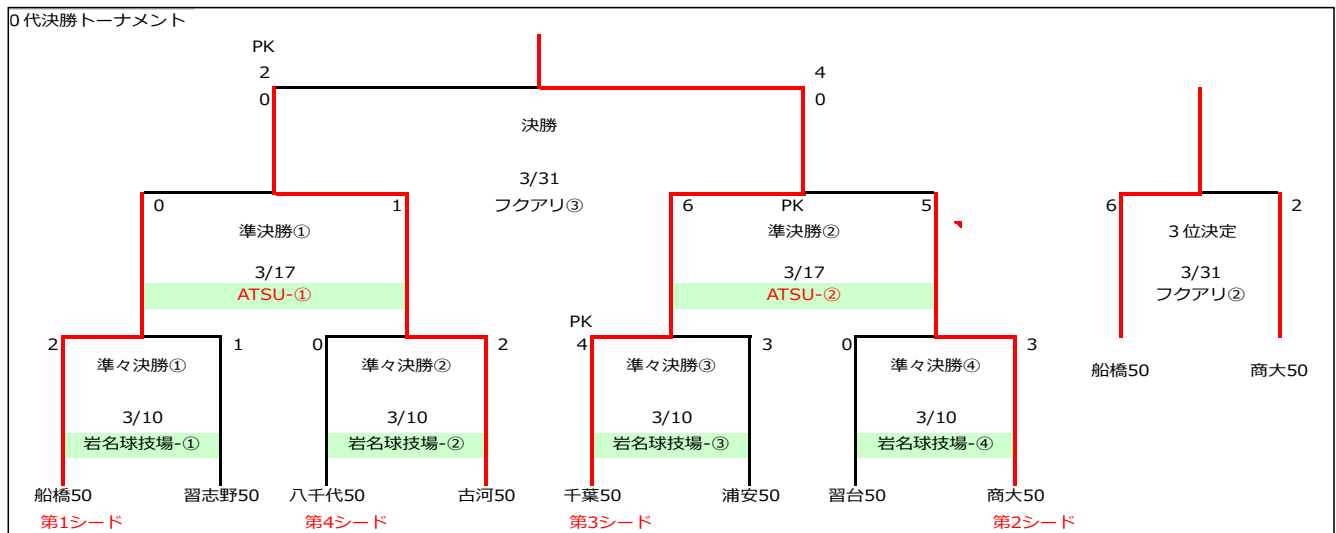 0代決勝トーナメント
PK
2 4
0 0
決勝
3/31
フクアリ③
0 1 6 PK 5 6 2
準決勝① 準決勝② 3位決定
3/17 3/17 3/31
ATSU-① ATSU-② フクアリ②
PK
2 1 0 2 4 3 0 3
準々決勝① 準々決勝② 準々決勝③ 準々決勝④
船橋50 商大50
3/10 3/10 3/10 3/10
岩名球技場-① 岩名球技場-② 岩名球技場-③ 岩名球技場-④
船橋50 習志野50 八千代50 古河50 千葉50 浦安50 習台50 商大50
第1シード 第4シード 第3シード 第2シード